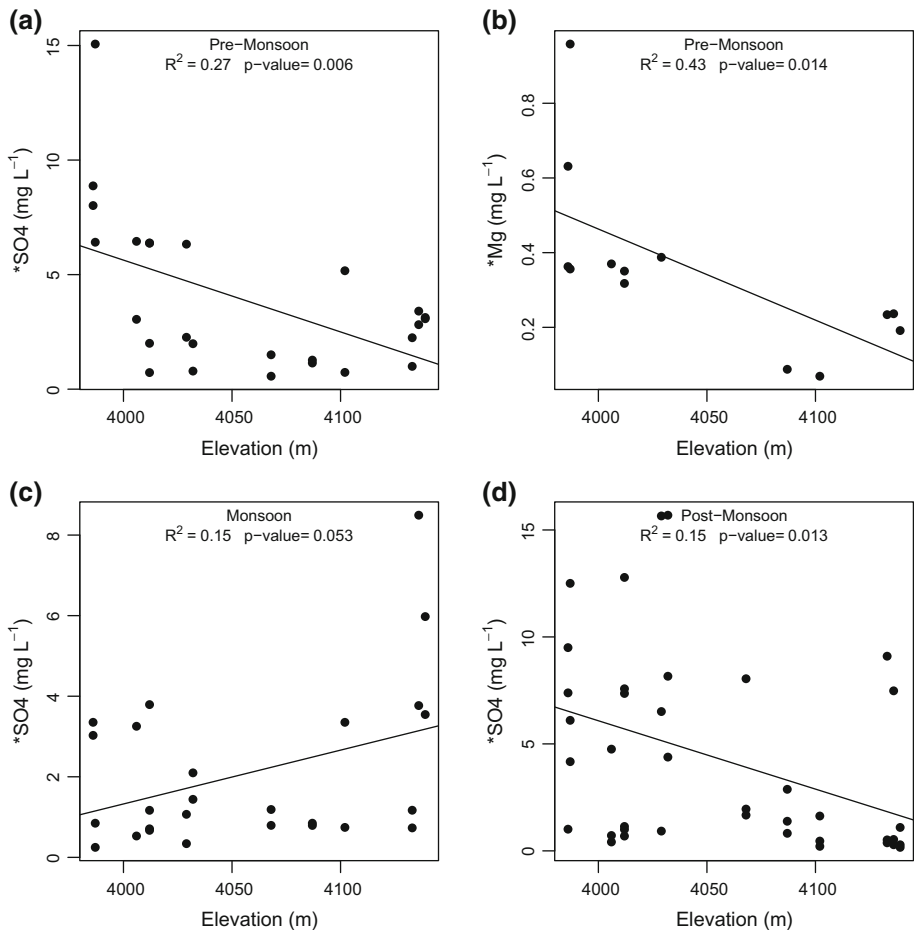 (a)
Pre−Monsoon
R² = 0.27 p−value= 0.006
*SO4 (mg L⁻¹)
0 5 10 15
4000 4050 4100
Elevation (m)
(b)
Pre−Monsoon
R² = 0.43 p−value= 0.014
*Mg (mg L⁻¹)
0.2 0.4 0.6 0.8
4000 4050 4100
Elevation (m)
(c)
Monsoon
R² = 0.15 p−value= 0.053
*SO4 (mg L⁻¹)
0 2 4 6 8
4000 4050 4100
Elevation (m)
(d)
Post−Monsoon
R² = 0.15 p−value= 0.013
*SO4 (mg L⁻¹)
0 5 10 15
4000 4050 4100
Elevation (m)